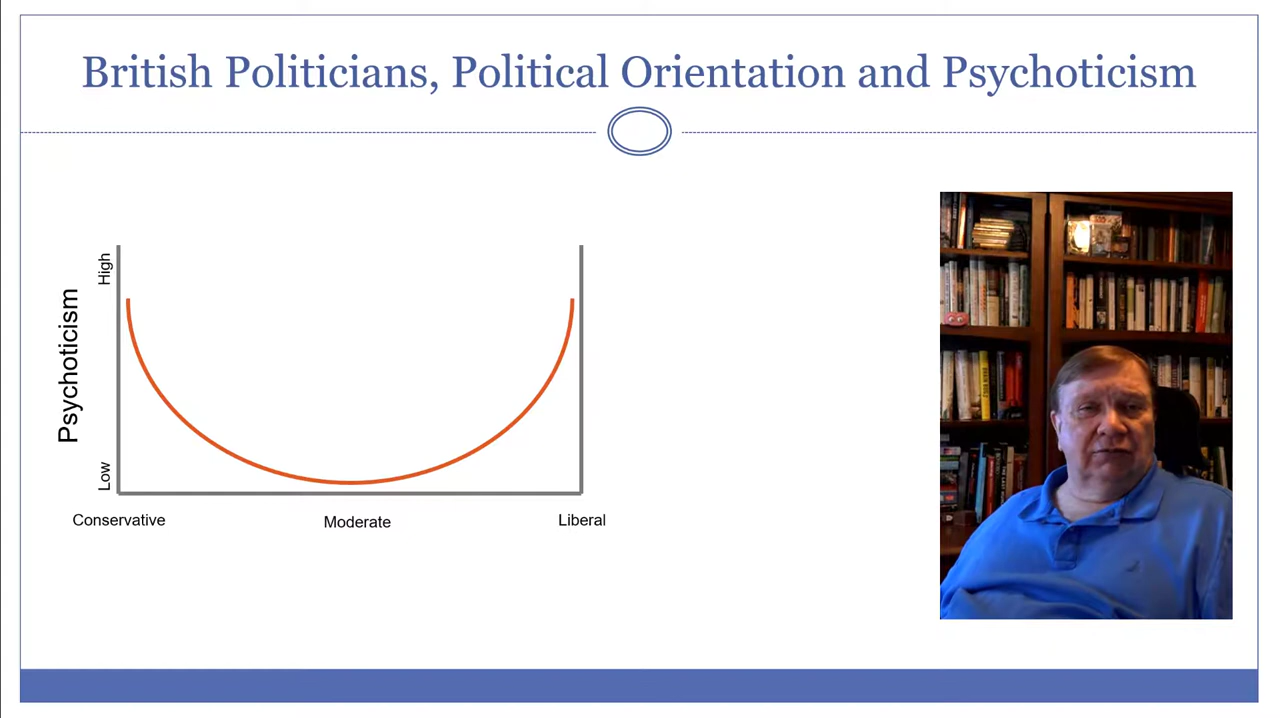 British Politicians, Political Orientation and Psychoticism
High
Psychoticism
Low
Conservative
Moderate
Liberal